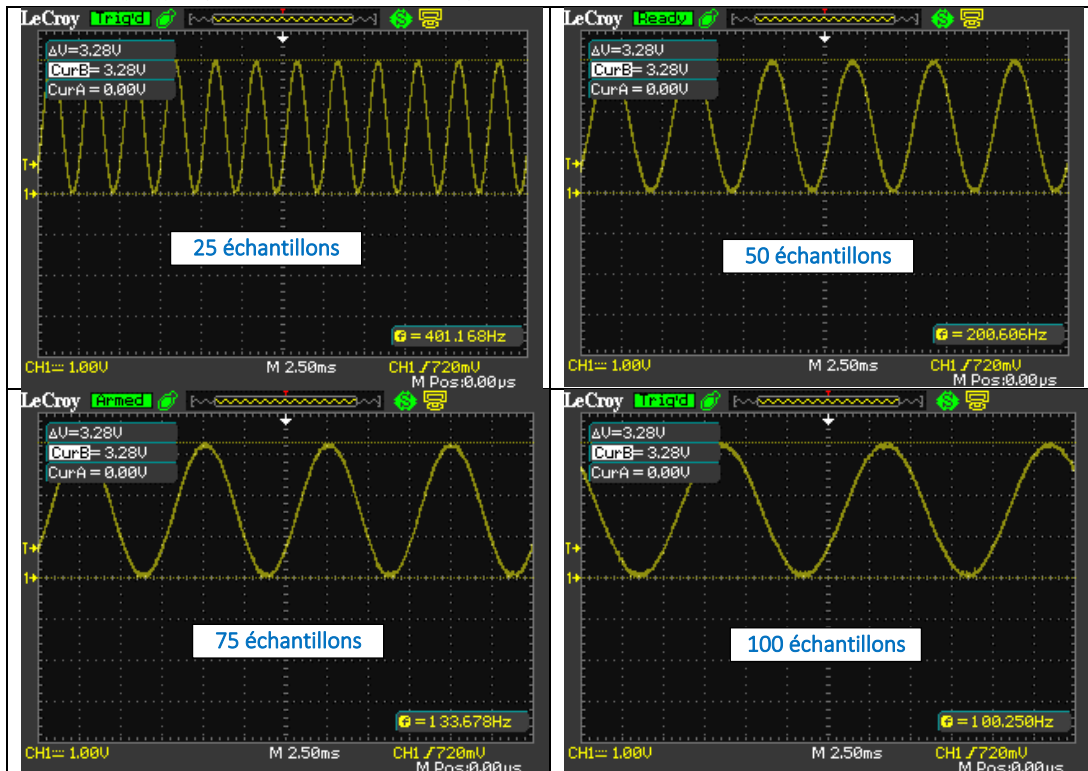 LeCroy Trig'd S
ΔV=3.28V
CurB= 3.28V
CurA = 0.00V
T
1
25 échantillons
f = 401.168Hz
CH1 1.00V M 2.50ms CH1 /720mV
M Pos:0.00µs
LeCroy Ready S
ΔV=3.28V
CurB= 3.28V
CurA = 0.00V
T
1
50 échantillons
f = 200.606Hz
CH1 1.00V M 2.50ms CH1 /720mV
M Pos:0.00µs
LeCroy Armed S
ΔV=3.28V
CurB= 3.28V
CurA = 0.00V
T
1
75 échantillons
f =133.678Hz
CH1 1.00V M 2.50ms CH1 /720mV
M Pos:0.00µs
LeCroy Trig'd S
ΔV=3.28V
CurB= 3.28V
CurA = 0.00V
T
1
100 échantillons
f =100.250Hz
CH1 1.00V M 2.50ms CH1 /720mV
M Pos:0.00µs